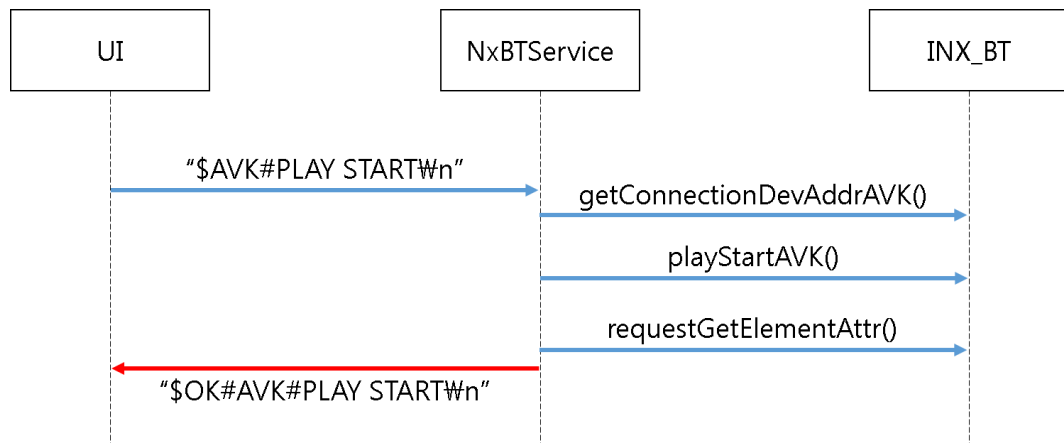 UI
NxBTService
INX_BT
“$AVK#PLAY START₩n”
getConnectionDevAddrAVK()
playStartAVK()
requestGetElementAttr()
“$OK#AVK#PLAY START₩n”